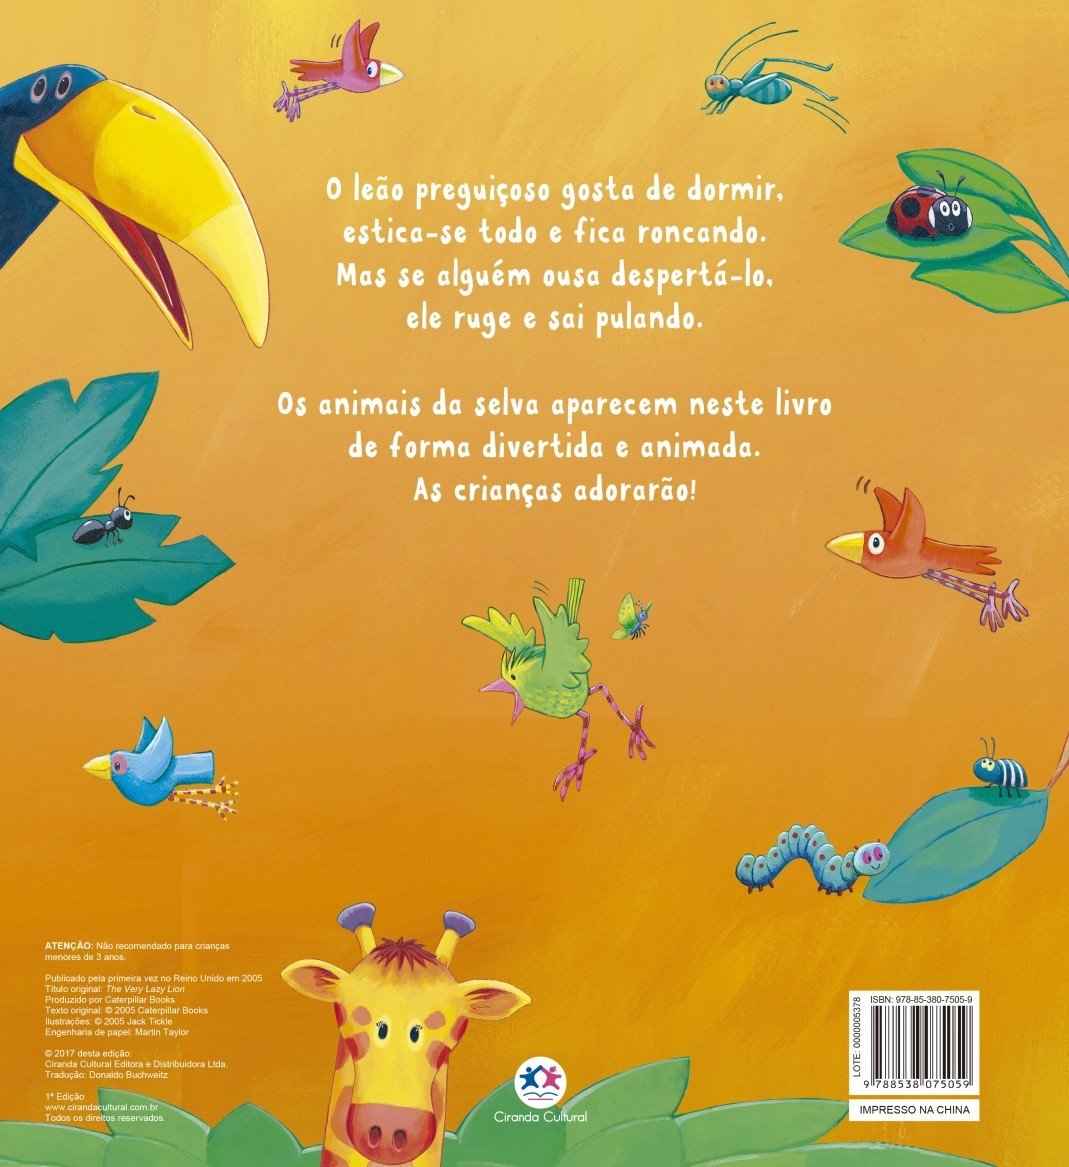 O leão preguiçoso gosta de dormir,
estica-se todo e fica roncando.
Mas se alguém ousa despertá-lo,
ele ruge e sai pulando.
Os animais da selva aparecem neste livro
de forma divertida e animada.
As crianças adorarão!
ATENÇÃO: Não recomendado para crianças
menores de 3 anos.
Publicado pela primeira vez no Reino Unido em 2005
Título original: The Very Lazy Lion
Produzido por Caterpillar Books
Texto original: © 2005 Caterpillar Books
Ilustrações: © 2005 Jack Tickle
Engenharia de papel: Martin Taylor
© 2017 desta edição:
Ciranda Cultural Editora e Distribuidora Ltda.
Tradução: Donaldo Buchweitz
1ª Edição
www.cirandacultural.com.br
Todos os direitos reservados.
Ciranda Cultural
LOTE: 0000005378
ISBN: 978-85-380-7505-9
9 788538 075059
IMPRESSO NA CHINA